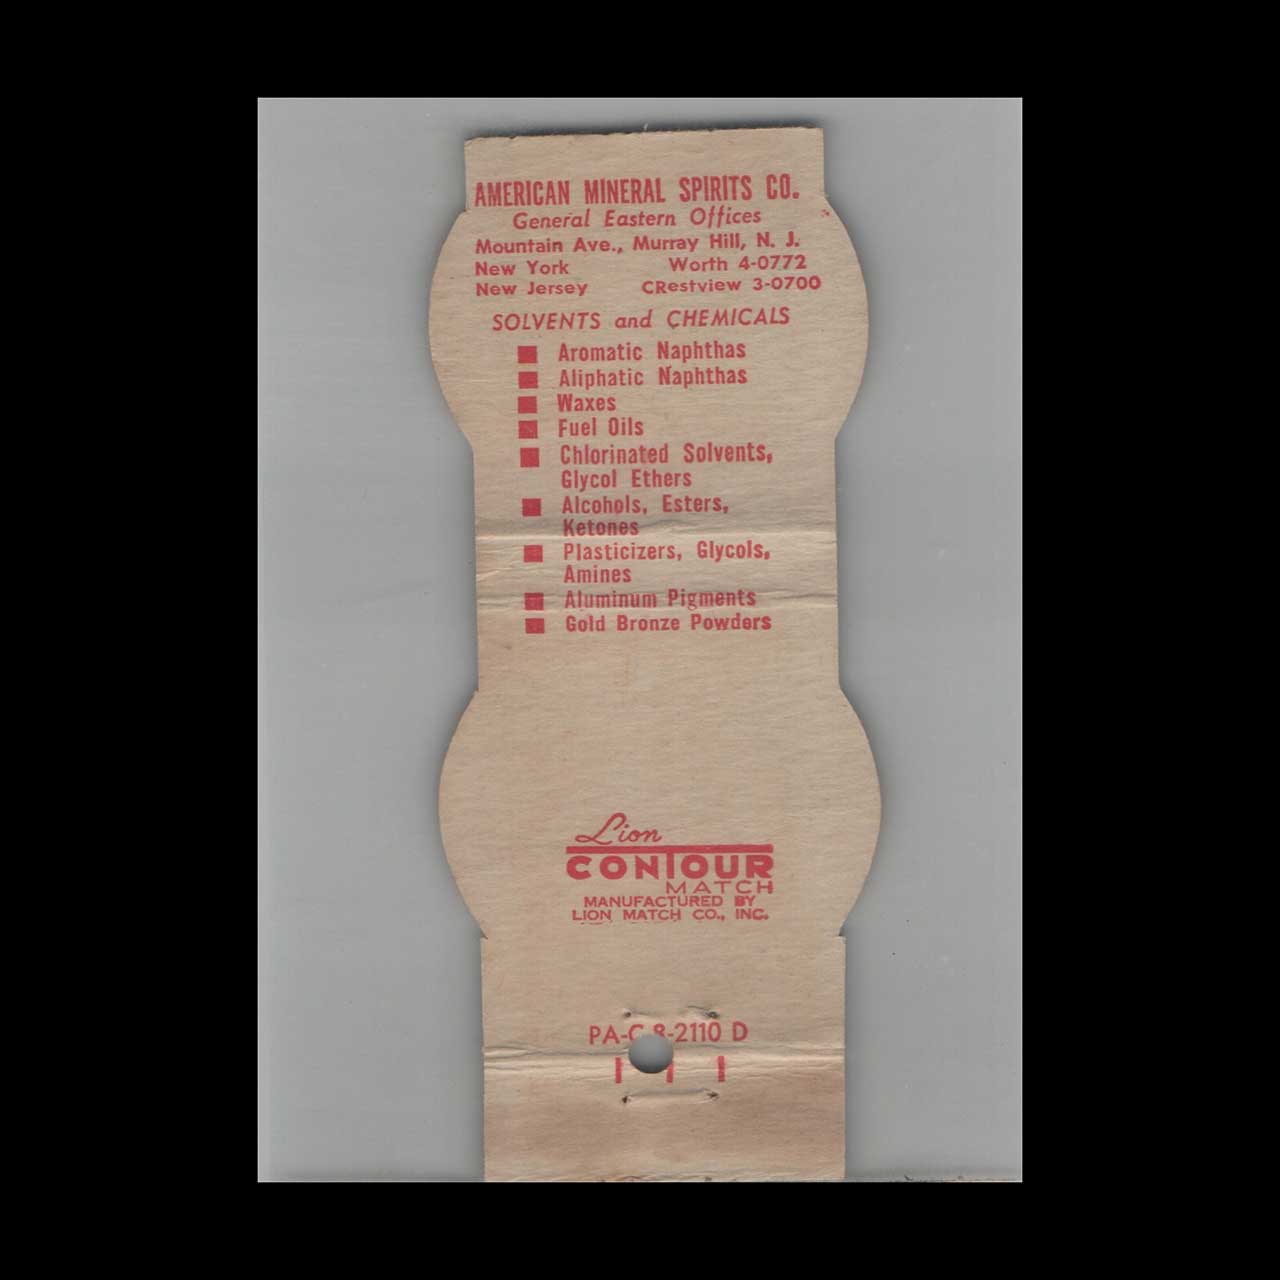 AMERICAN MINERAL SPIRITS CO.
General Eastern Offices
Mountain Ave., Murray Hill, N. J.
New York Worth 4-0772
New Jersey CRestview 3-0700
SOLVENTS and CHEMICALS
■ Aromatic Naphthas
■ Aliphatic Naphthas
■ Waxes
■ Fuel Oils
■ Chlorinated Solvents,
Glycol Ethers
■ Alcohols, Esters,
Ketones
■ Plasticizers, Glycols,
Amines
■ Aluminum Pigments
■ Gold Bronze Powders
Lion
CONTOUR
MATCH
MANUFACTURED BY
LION MATCH CO., INC.
PA-C 8-2110 D